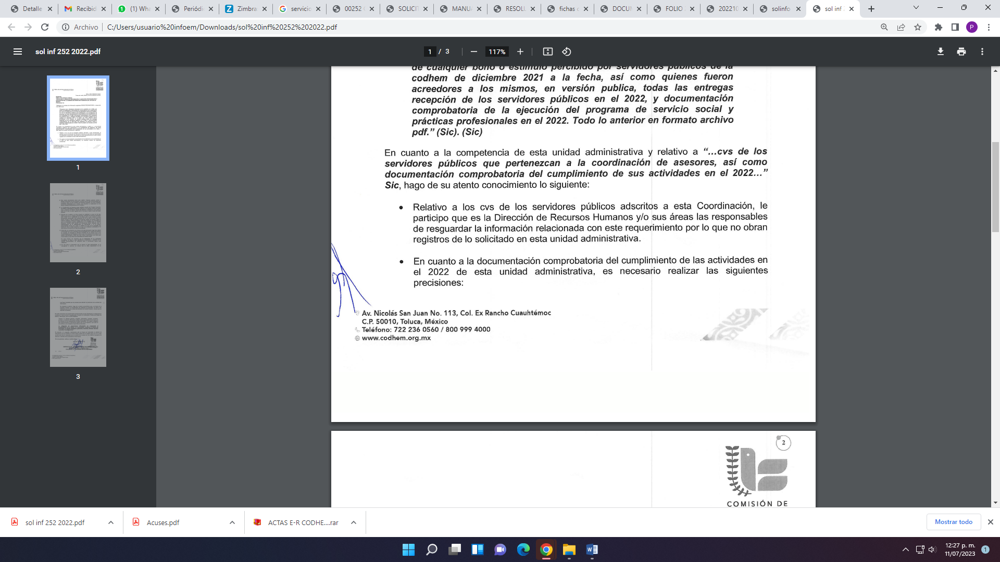 Detalle
Recibid
(1) Wha
Periódi
Zimbra
servicio
00252
SOLICIT
MANU
RESOLU
fichas
DOCUM
FOLIO
202210
solinfo
sol inf
Archivo
C:/Users/usuario%20infoem/Downloads/sol%20inf%20252%202022.pdf
P
sol inf 252 2022.pdf
1 / 3
117%
1
2
3
de cualquier bono o estímulo percibido por servidores públicos de la
codhem de diciembre 2021 a la fecha, así como quienes fueron
acreedores a los mismos, en versión publica, todas las entregas
recepción de los servidores públicos en el 2022, y documentación
comprobatoria de la ejecución del programa de servicio social y
prácticas profesionales en el 2022. Todo lo anterior en formato archivo
pdf.” (Sic). (Sic)
En cuanto a la competencia de esta unidad administrativa y relativo a “…cvs de los
servidores públicos que pertenezcan a la coordinación de asesores, así como
documentación comprobatoria del cumplimiento de sus actividades en el 2022…”
Sic, hago de su atento conocimiento lo siguiente:
• Relativo a los cvs de los servidores públicos adscritos a esta Coordinación, le
participo que es la Dirección de Recursos Humanos y/o sus áreas las responsables
de resguardar la información relacionada con este requerimiento por lo que no obran
registros de lo solicitado en esta unidad administrativa.
• En cuanto a la documentación comprobatoria del cumplimiento de las actividades en
el 2022 de esta unidad administrativa, es necesario realizar las siguientes
precisiones:
Av. Nicolás San Juan No. 113, Col. Ex Rancho Cuauhtémoc
C.P. 50010, Toluca, México
Teléfono: 722 236 0560 / 800 999 4000
www.codhem.org.mx
2
COMISIÓN DE
sol inf 252 2022.pdf
Acuses.pdf
ACTAS E-R CODHE....rar
Mostrar todo
12:27 p. m.
11/07/2023
1